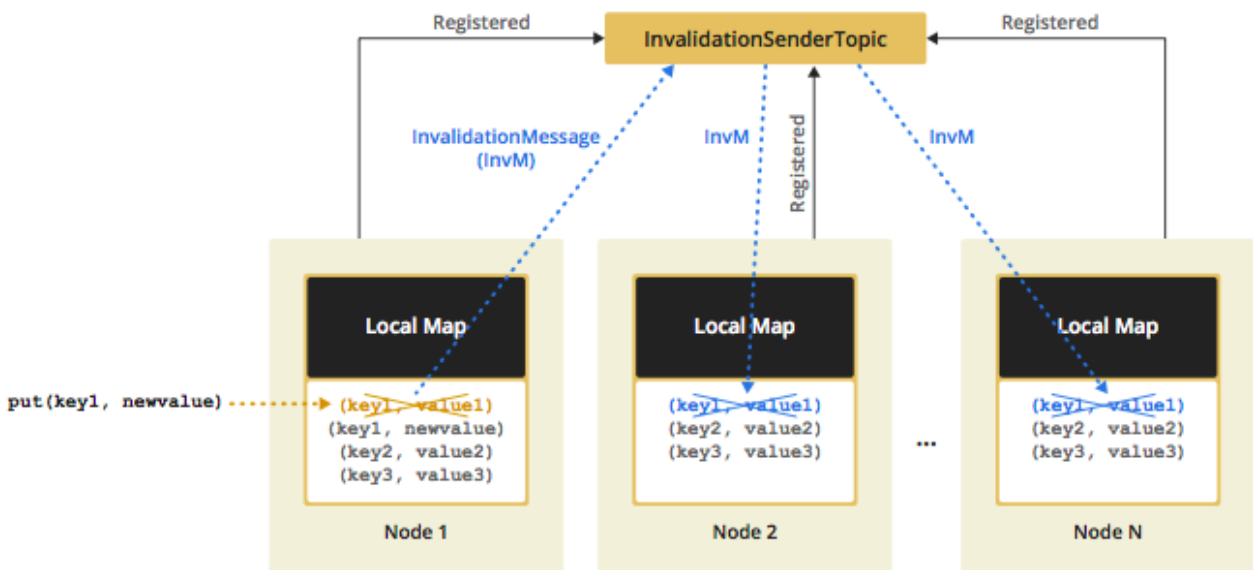 Registered
InvalidationSenderTopic
Registered
InvalidationMessage
(InvM)
InvM
Registered
InvM
Local Map
Local Map
Local Map
put(key1, newvalue)
(key1, value1)
(key1, newvalue)
(key2, value2)
(key3, value3)
Node 1
(key1, value1)
(key2, value2)
(key3, value3)
Node 2
...
(key1, value1)
(key2, value2)
(key3, value3)
Node N